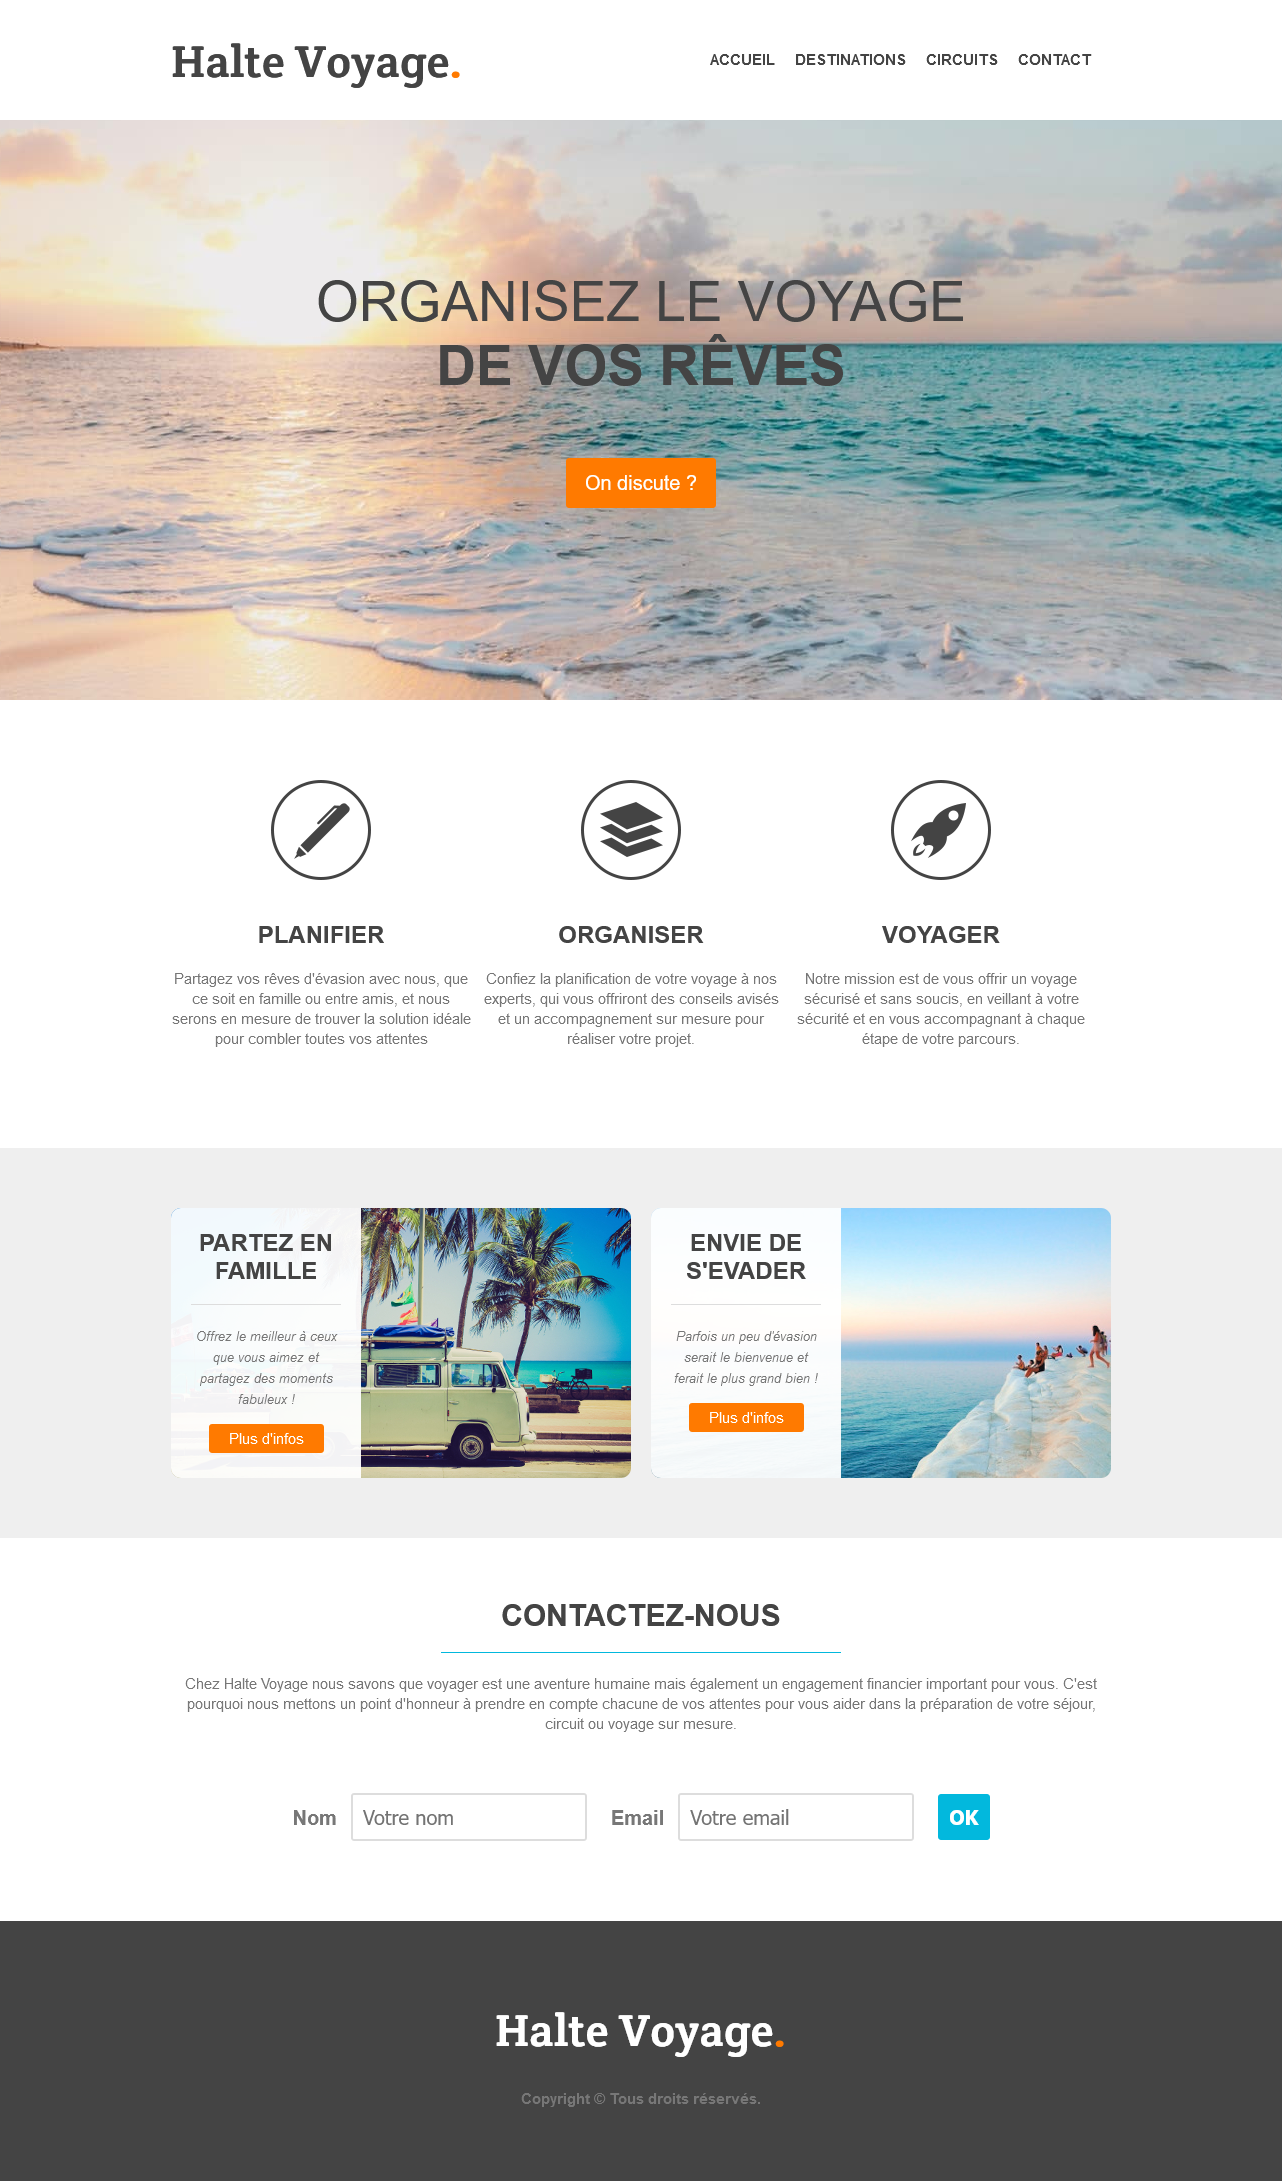 Halte Voyage.
ACCUEIL DESTINATIONS CIRCUITS CONTACT
ORGANISEZ LE VOYAGE
DE VOS RÊVES
On discute ?
PLANIFIER
Partagez vos rêves d'évasion avec nous, que
ce soit en famille ou entre amis, et nous
serons en mesure de trouver la solution idéale
pour combler toutes vos attentes
ORGANISER
Confiez la planification de votre voyage à nos
experts, qui vous offriront des conseils avisés
et un accompagnement sur mesure pour
réaliser votre projet.
VOYAGER
Notre mission est de vous offrir un voyage
sécurisé et sans soucis, en veillant à votre
sécurité et en vous accompagnant à chaque
étape de votre parcours.
PARTEZ EN
FAMILLE
Offrez le meilleur à ceux
que vous aimez et
partagez des moments
fabuleux !
Plus d'infos
ENVIE DE
S'EVADER
Parfois un peu d'évasion
serait le bienvenue et
ferait le plus grand bien !
Plus d'infos
CONTACTEZ-NOUS
Chez Halte Voyage nous savons que voyager est une aventure humaine mais également un engagement financier important pour vous. C'est
pourquoi nous mettons un point d'honneur à prendre en compte chacune de vos attentes pour vous aider dans la préparation de votre séjour,
circuit ou voyage sur mesure.
Nom Votre nom Email Votre email OK
Halte Voyage.
Copyright © Tous droits réservés.